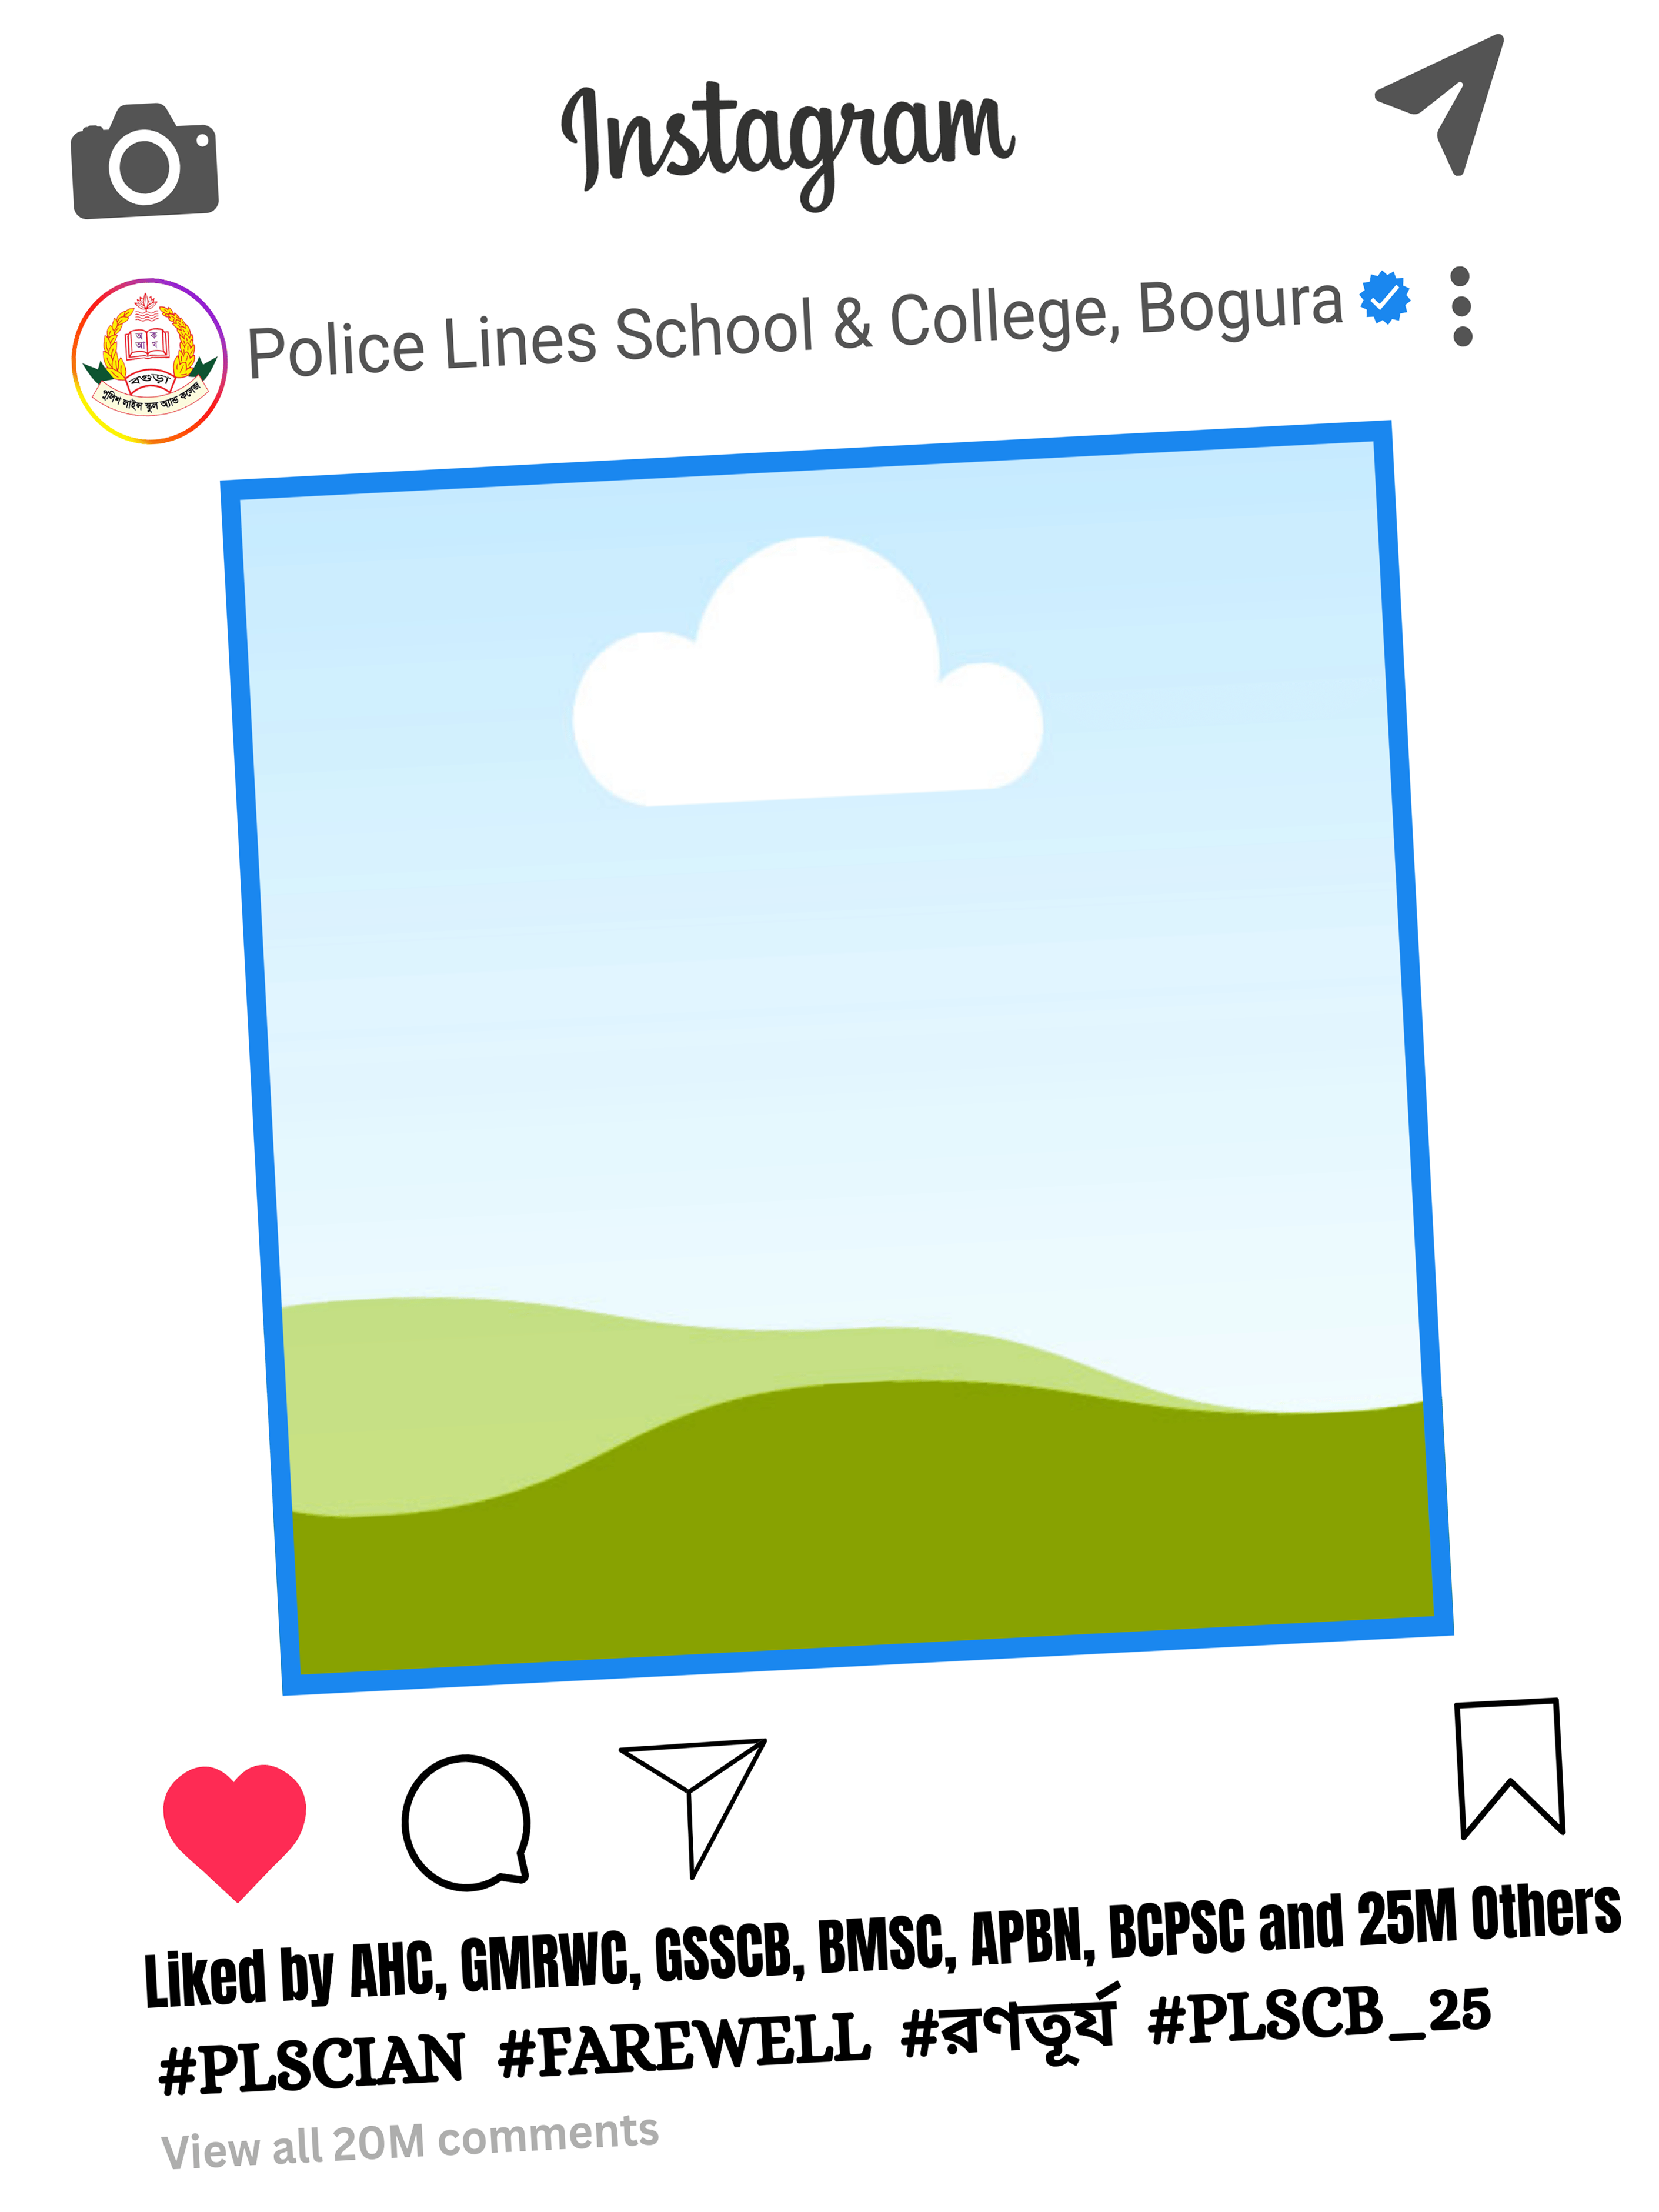 Instagram
Police Lines School & College, Bogura
অ ক
আ খ
বগুড়া
পুলিশ লাইন্স স্কুল অ্যান্ড কলেজ
Liked by AHC, GMRWC, GSSCB, BMSC, APBN, BCPSC and 25M Others
#PLSCIAN #FAREWELL #রণতূর্য #PLSCB_25
View all 20M comments